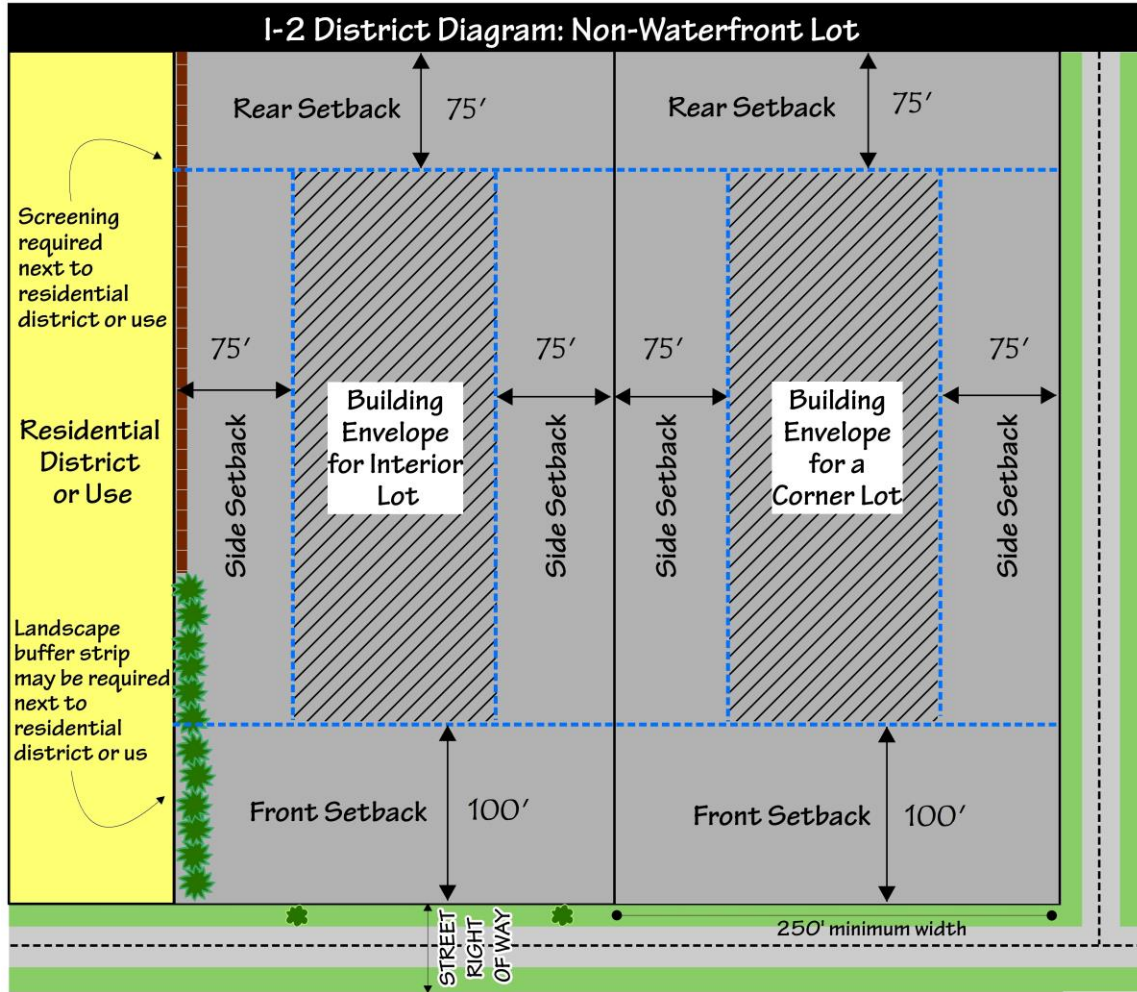 I-2 District Diagram: Non-Waterfront Lot
Rear Setback
75'
Rear Setback
75'
Screening
required
next to
residential
district or use
75'
75'
75'
75'
Residential
District
or Use
Side Setback
Building
Envelope
for Interior
Lot
Side Setback
Side Setback
Building
Envelope
for a
Corner Lot
Side Setback
Landscape
buffer strip
may be required
next to
residential
district or us
Front Setback
100'
Front Setback
100'
STREET
RIGHT
OF WAY
250' minimum width